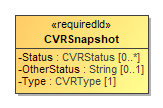 «requiredId»
CVRSnapshot
-Status : CVRStatus [0..*]
-OtherStatus : String [0..1]
-Type : CVRType [1]